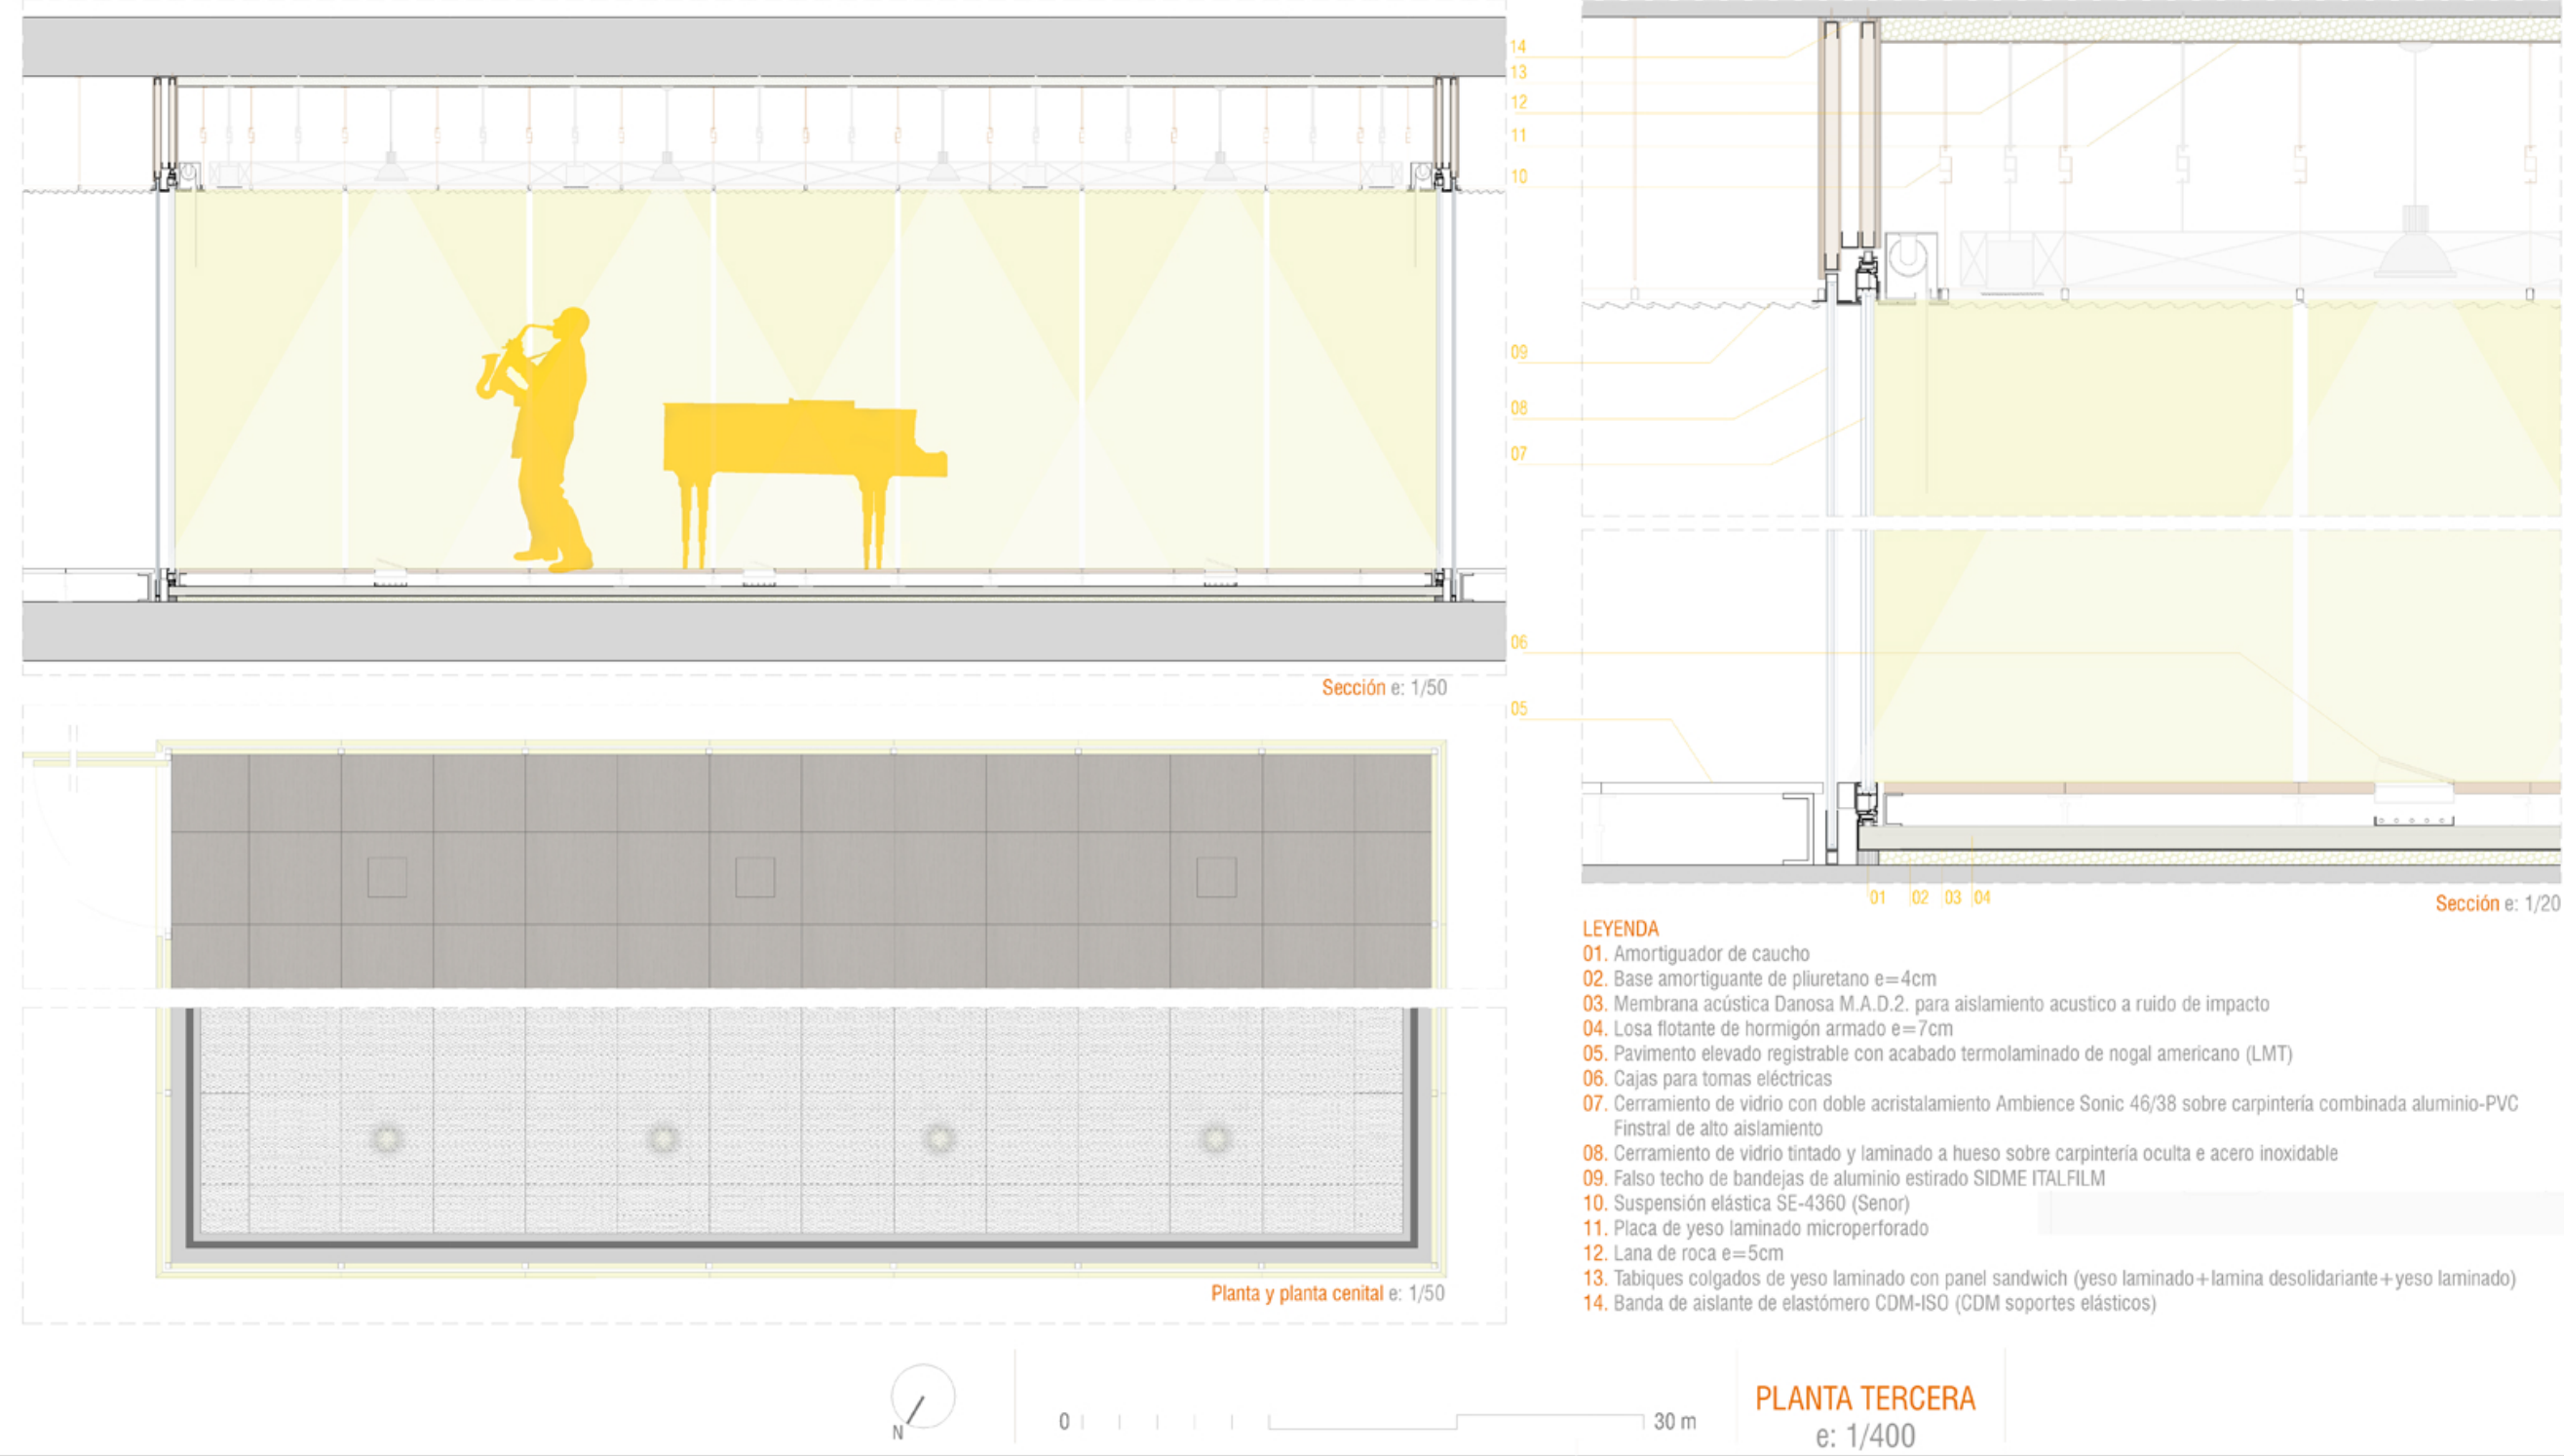 14
13
12
11
10
09
08
07
06
05
Sección e: 1/50
01 02 03 04
Sección e: 1/20
LEYENDA
01. Amortiguador de caucho
02. Base amortiguante de pliuretano e=4cm
03. Membrana acústica Danosa M.A.D.2. para aislamiento acustico a ruido de impacto
04. Losa flotante de hormigón armado e=7cm
05. Pavimento elevado registrable con acabado termolaminado de nogal americano (LMT)
06. Cajas para tomas eléctricas
07. Cerramiento de vidrio con doble acristalamiento Ambience Sonic 46/38 sobre carpintería combinada aluminio-PVC
Finstral de alto aislamiento
08. Cerramiento de vidrio tintado y laminado a hueso sobre carpintería oculta e acero inoxidable
09. Falso techo de bandejas de aluminio estirado SIDME ITALFILM
10. Suspensión elástica SE-4360 (Senor)
11. Placa de yeso laminado microperforado
12. Lana de roca e=5cm
13. Tabiques colgados de yeso laminado con panel sandwich (yeso laminado+lamina desolidariante+yeso laminado)
14. Banda de aislante de elastómero CDM-ISO (CDM soportes elásticos)
Planta y planta cenital e: 1/50
N
0 30 m
PLANTA TERCERA
e: 1/400